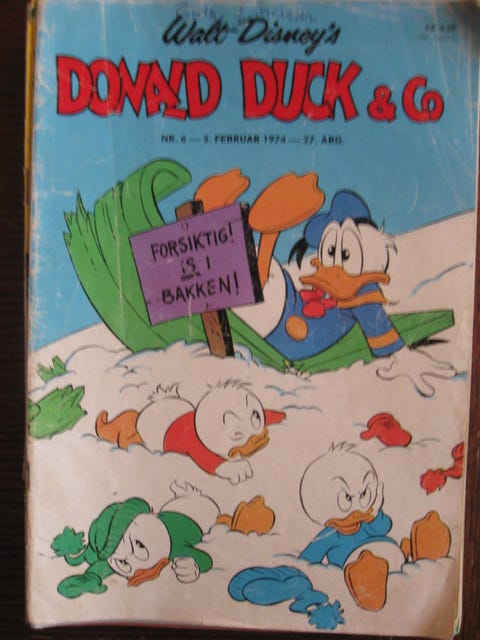 Walt Disney's
DONALD DUCK & Co
NR. 6 — 5. FEBRUAR 1974 — 27. ÅRG.
FORSIKTIG!
IS I
BAKKEN!